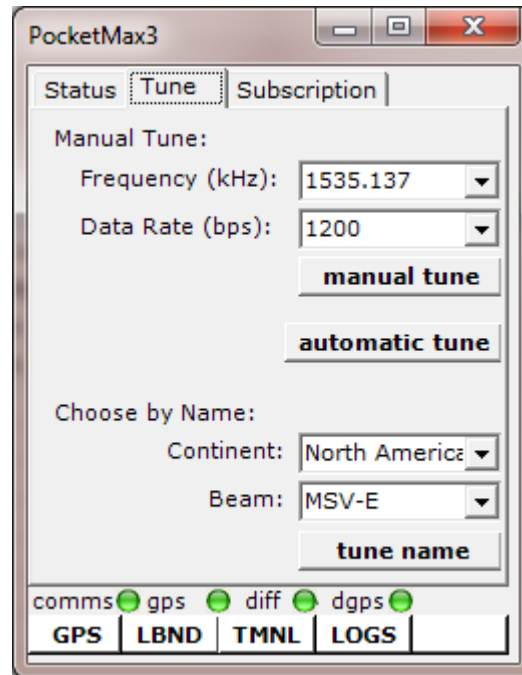 PocketMax3
Status Tune Subscription
Manual Tune:
Frequency (kHz): 1535.137
Data Rate (bps): 1200
manual tune
automatic tune
Choose by Name:
Continent: North America
Beam: MSV-E
tune name
comms gps diff dgps
GPS LBND TMNL LOGS